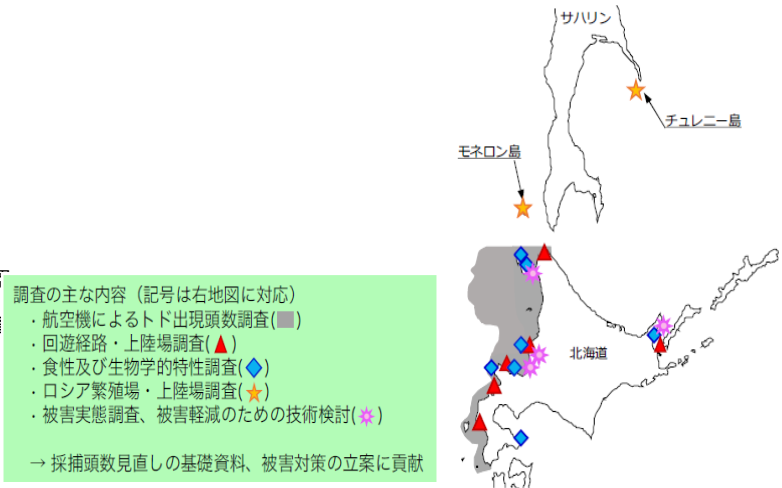 サハリン
チュレニー島
モネロン島
北海道
調査の主な内容（記号は右地図に対応）
・航空機によるトド出現頭数調査(■)
・回遊経路・上陸場調査(▲)
・食性及び生物学的特性調査(◆)
・ロシア繁殖場・上陸場調査(★)
・被害実態調査、被害軽減のための技術検討(✹)
→ 採捕頭数見直しの基礎資料、被害対策の立案に貢献